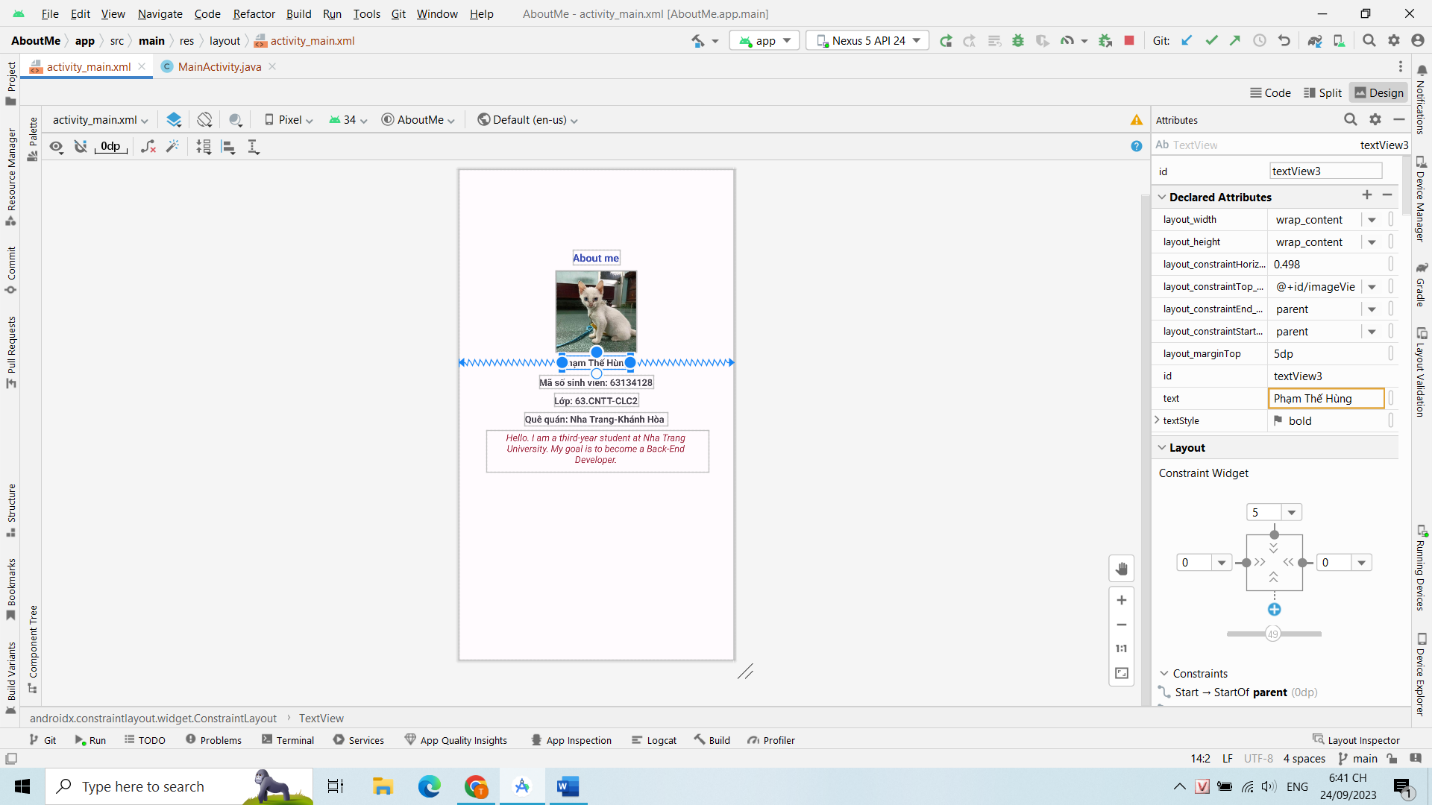 File Edit View Navigate Code Refactor Build Run Tools Git Window Help AboutMe - activity_main.xml [AboutMe.app.main]
AboutMe app src main res layout activity_main.xml app Nexus 5 API 24 Git:
activity_main.xml MainActivity.java
Code Split Design
activity_main.xml Pixel 34 AboutMe Default (en-us)
0dp
Project
Resource Manager
Commit
Pull Requests
Structure
Bookmarks
Build Variants
Palette
Component Tree
About me
Phạm Thế Hùng
Mã số sinh viên: 63134128
Lớp: 63.CNTT-CLC2
Quê quán: Nha Trang-Khánh Hòa
Hello. I am a third-year student at Nha Trang
University. My goal is to become a Back-End
Developer.
1:1
Attributes
Ab TextView textView3
id textView3
Declared Attributes
layout_width wrap_content
layout_height wrap_content
layout_constraintHoriz... 0.498
layout_constraintTop_... @+id/imageVie
layout_constraintEnd_... parent
layout_constraintStart... parent
layout_marginTop 5dp
id textView3
text Phạm Thế Hùng
textStyle bold
Layout
Constraint Widget
5
0 0
49
Constraints
Start → StartOf parent (0dp)
Notifications
Device Manager
Gradle
Layout Validation
Running Devices
Device Explorer
androidx.constraintlayout.widget.ConstraintLayout TextView
Git Run TODO Problems Terminal Services App Quality Insights App Inspection Logcat Build Profiler Layout Inspector
14:2 LF UTF-8 4 spaces main
Type here to search
V ENG
6:41 CH
24/09/2023
1